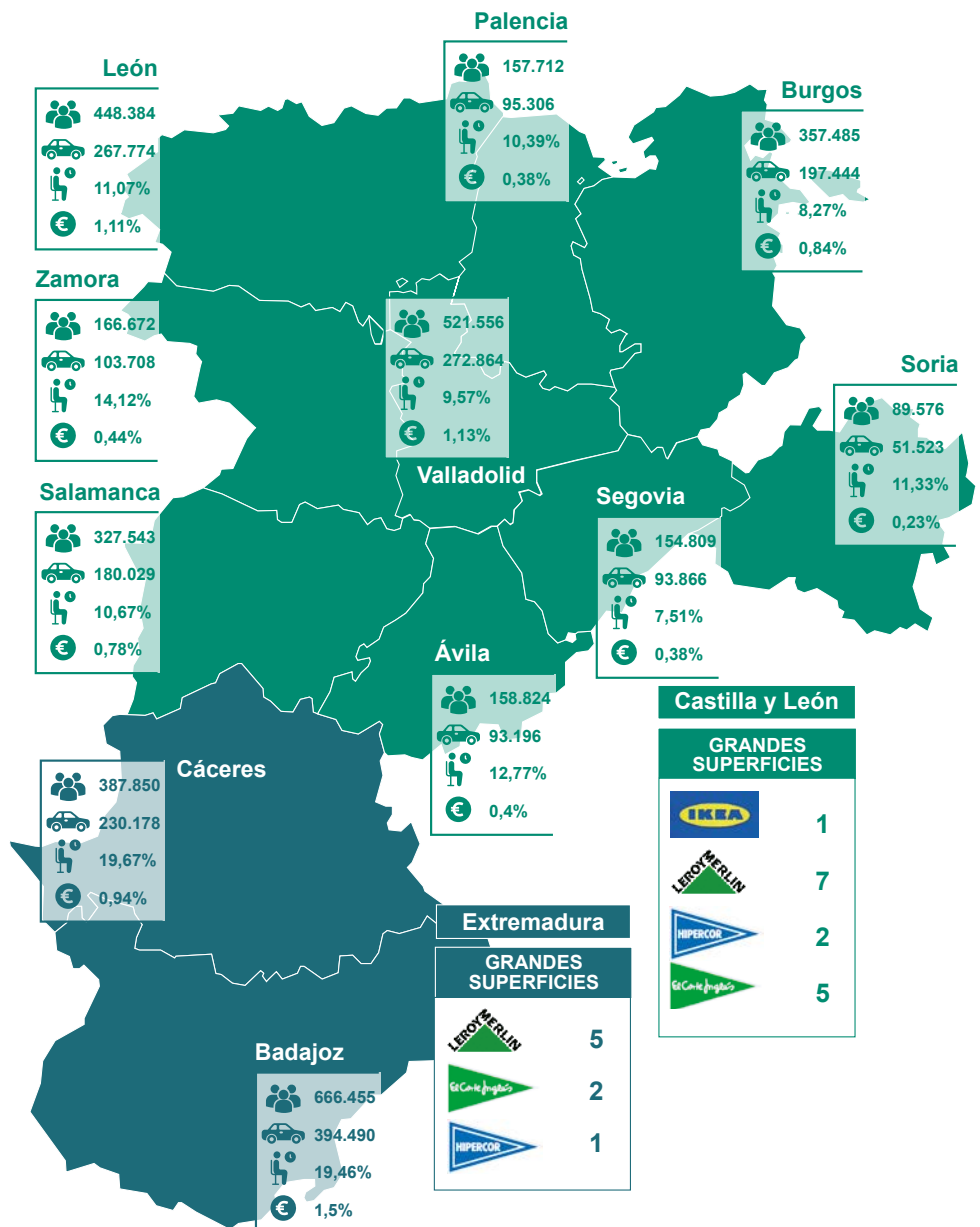 Palencia
157.712
95.306
10,39%
0,38%
León
448.384
267.774
11,07%
1,11%
Burgos
357.485
197.444
8,27%
0,84%
Zamora
166.672
103.708
14,12%
0,44%
521.556
272.864
9,57%
1,13%
Valladolid
Soria
89.576
51.523
11,33%
0,23%
Salamanca
327.543
180.029
10,67%
0,78%
Segovia
154.809
93.866
7,51%
0,38%
Ávila
158.824
93.196
12,77%
0,4%
Cáceres
387.850
230.178
19,67%
0,94%
Castilla y León
GRANDES
SUPERFICIES
IKEA
1
LEROY MERLIN
7
HIPERCOR
2
El Corte Inglés
5
Extremadura
GRANDES
SUPERFICIES
LEROY MERLIN
5
El Corte Inglés
2
HIPERCOR
1
Badajoz
666.455
394.490
19,46%
1,5%